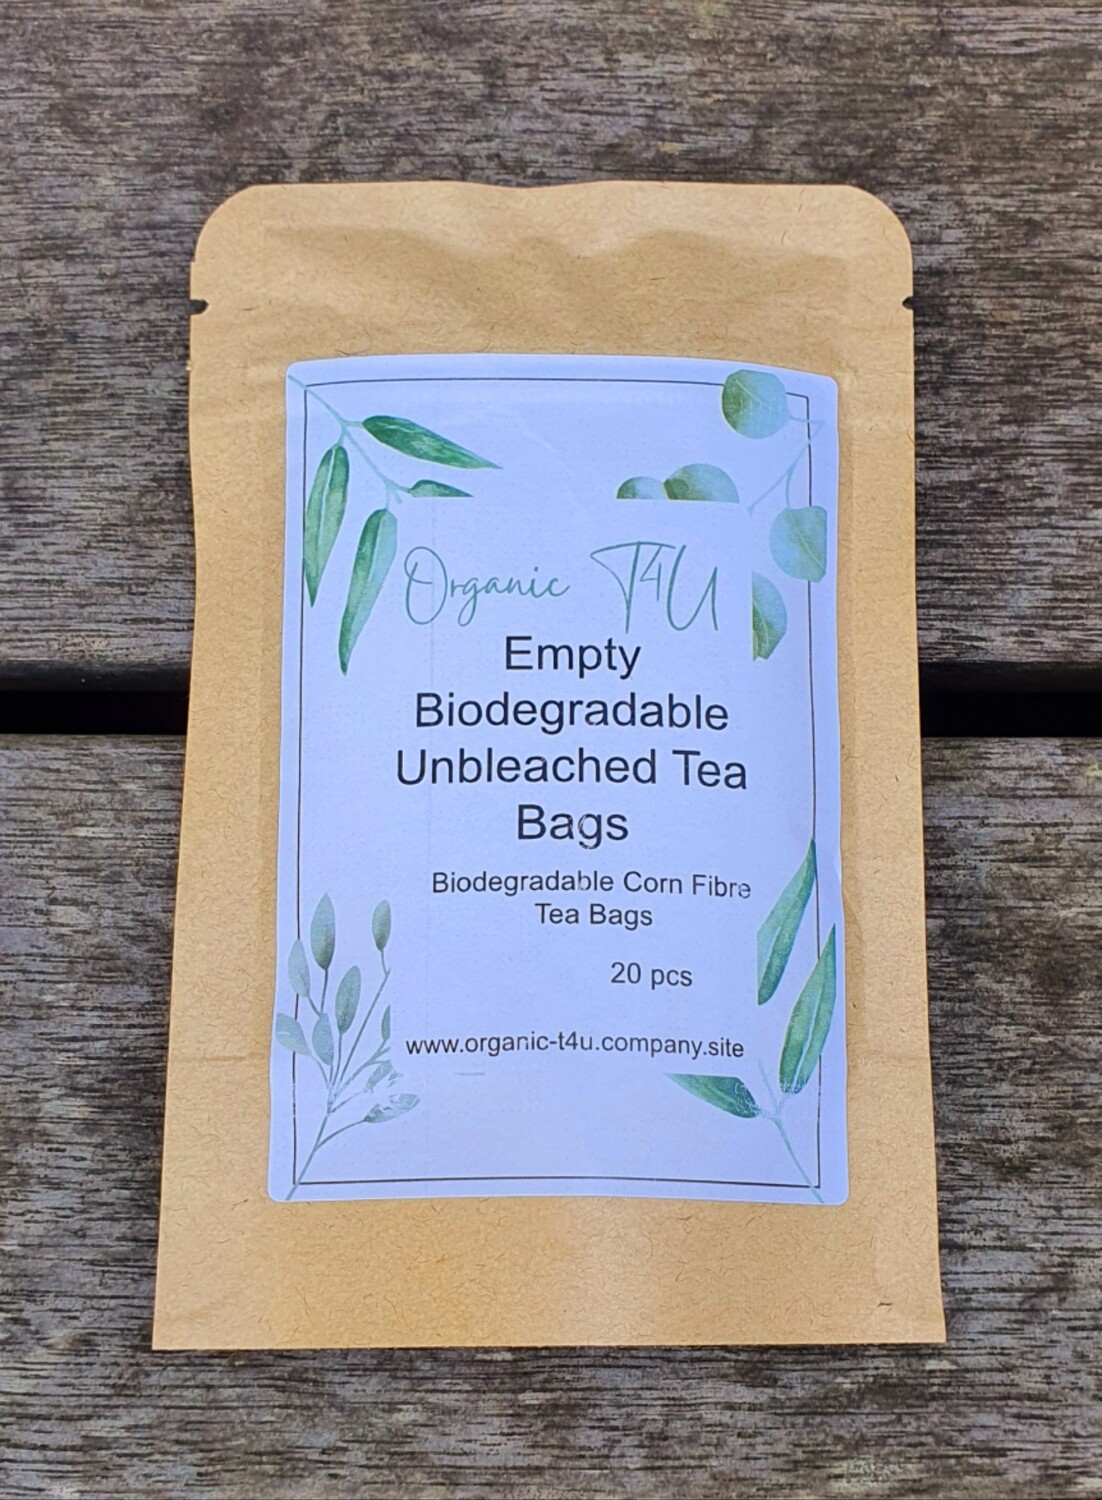 Organic T4U
Empty
Biodegradable
Unbleached Tea
Bags
Biodegradable Corn Fibre
Tea Bags
20 pcs
www.organic-t4u.company.site